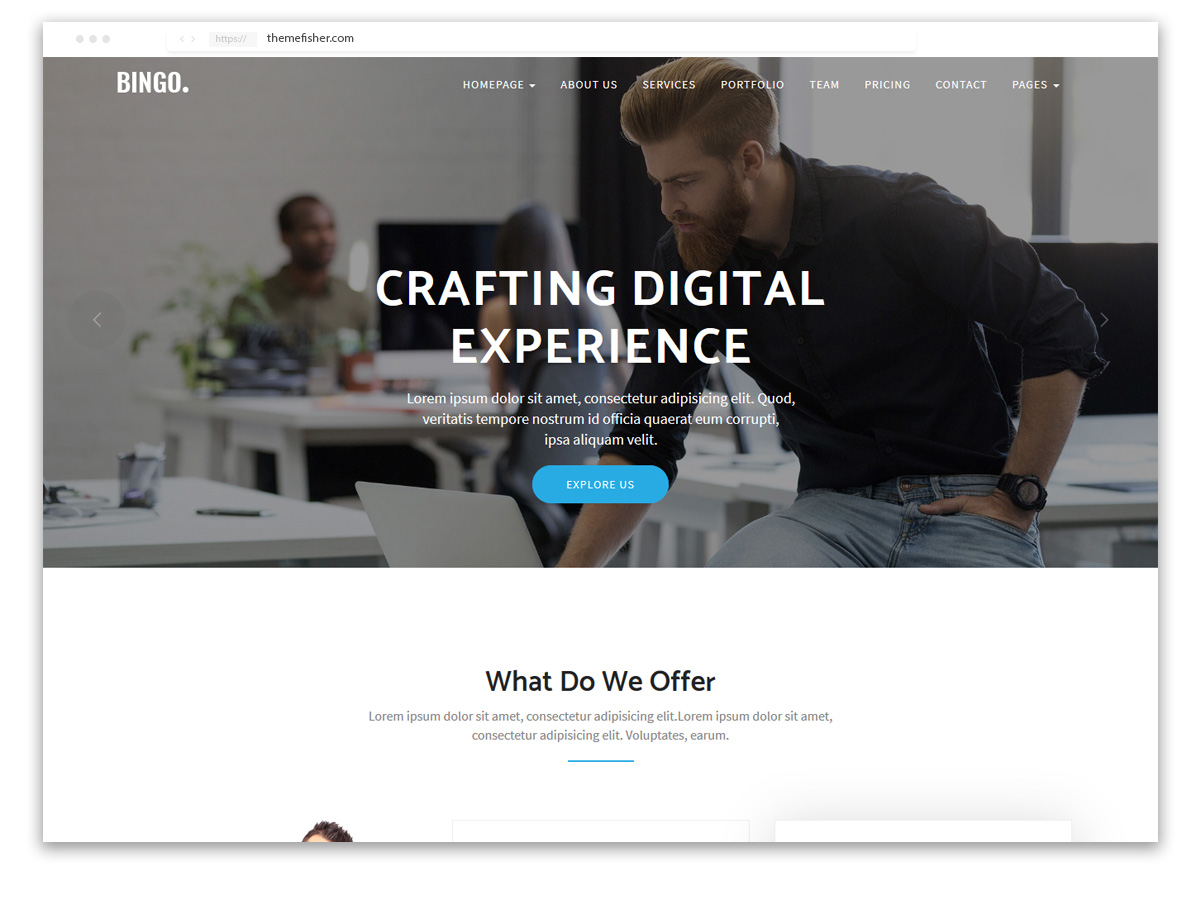 https://
themefisher.com
BINGO.
HOMEPAGE ABOUT US SERVICES PORTFOLIO TEAM PRICING CONTACT PAGES
CRAFTING DIGITAL
EXPERIENCE
Lorem ipsum dolor sit amet, consectetur adipisicing elit. Quod,
veritatis tempore nostrum id officia quaerat eum corrupti,
ipsa aliquam velit.
EXPLORE US
What Do We Offer
Lorem ipsum dolor sit amet, consectetur adipisicing elit.Lorem ipsum dolor sit amet,
consectetur adipisicing elit. Voluptates, earum.